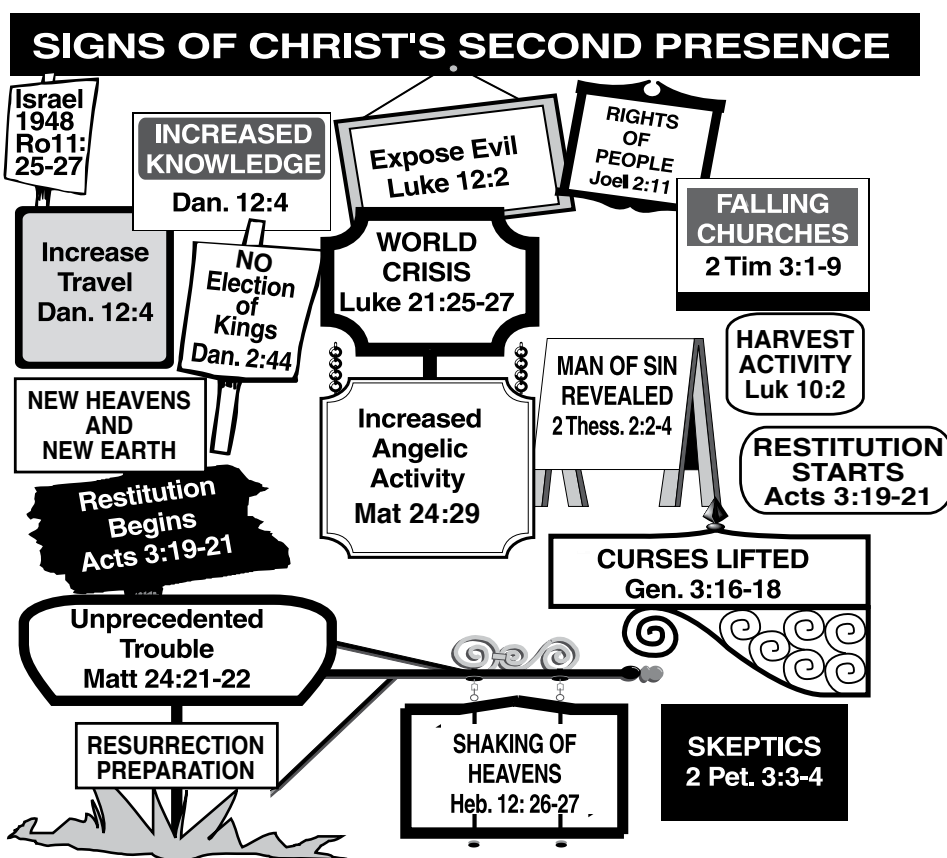 SIGNS OF CHRIST'S SECOND PRESENCE
Israel
1948
Ro11:
25-27
INCREASED
KNOWLEDGE
Dan. 12:4
Expose Evil
Luke 12:2
RIGHTS
OF
PEOPLE
Joel 2:11
FALLING
CHURCHES
2 Tim 3:1-9
Increase
Travel
Dan. 12:4
NO
Election
of
Kings
Dan. 2:44
WORLD
CRISIS
Luke 21:25-27
HARVEST
ACTIVITY
Luk 10:2
MAN OF SIN
REVEALED
2 Thess. 2:2-4
NEW HEAVENS
AND
NEW EARTH
Increased
Angelic
Activity
Mat 24:29
RESTITUTION
STARTS
Acts 3:19-21
Restitution
Begins
Acts 3:19-21
CURSES LIFTED
Gen. 3:16-18
Unprecedented
Trouble
Matt 24:21-22
RESURRECTION
PREPARATION
SHAKING OF
HEAVENS
Heb. 12: 26-27
SKEPTICS
2 Pet. 3:3-4